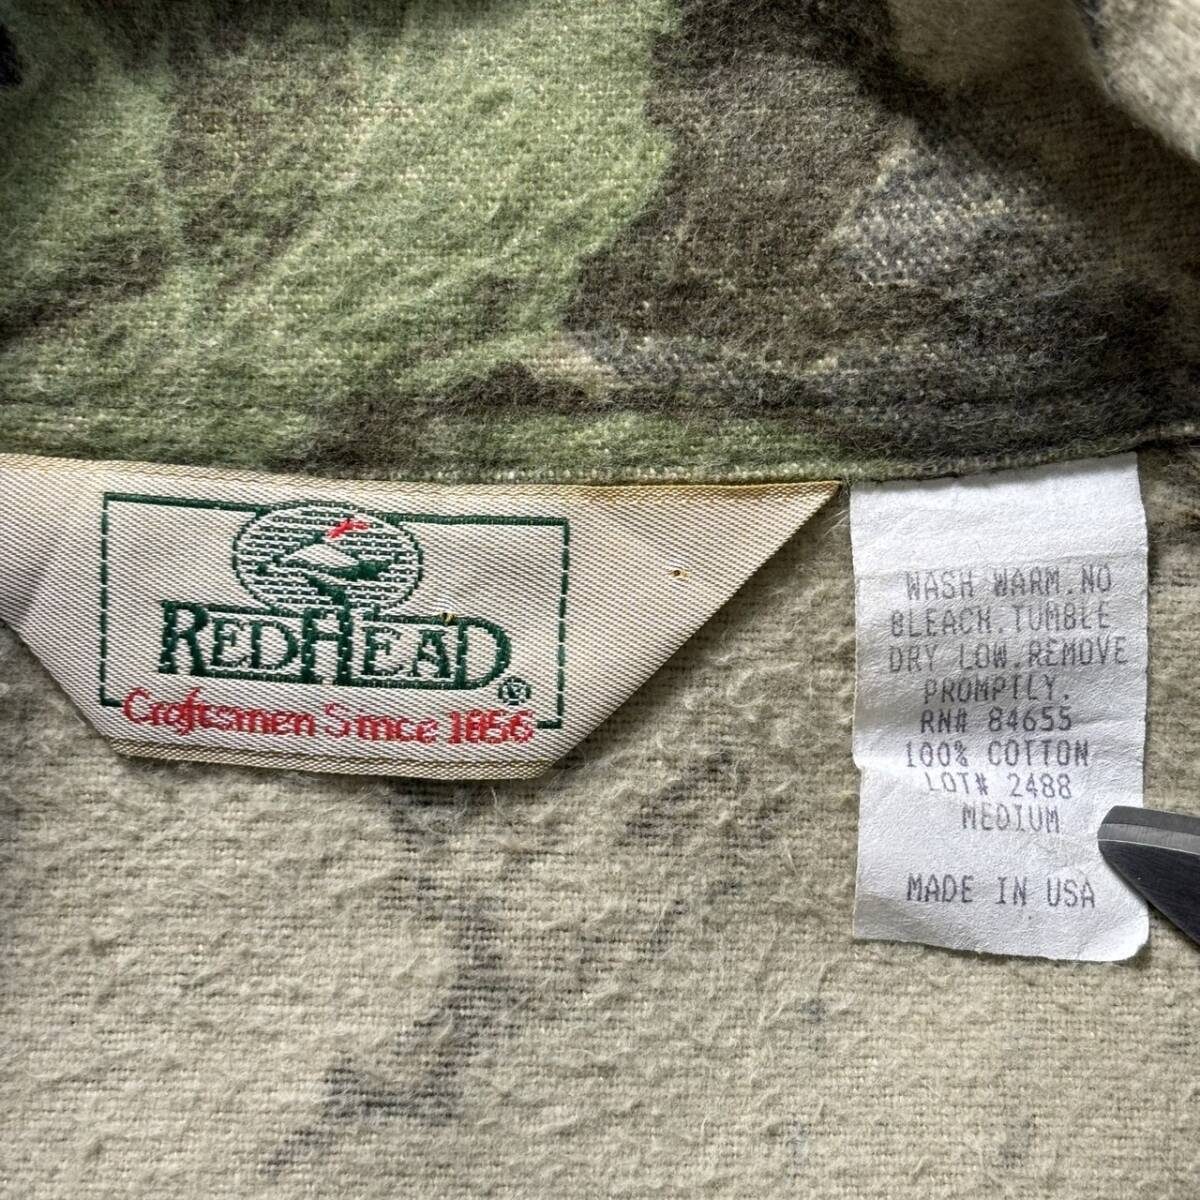 REDHEAD®
Craftsmen Since 1856
WASH WARM.NO
BLEACH.TUMBLE
DRY LOW.REMOVE
PROMPTLY.
RN# 84655
100% COTTON
LOT# 2488
MEDIUM
MADE IN USA